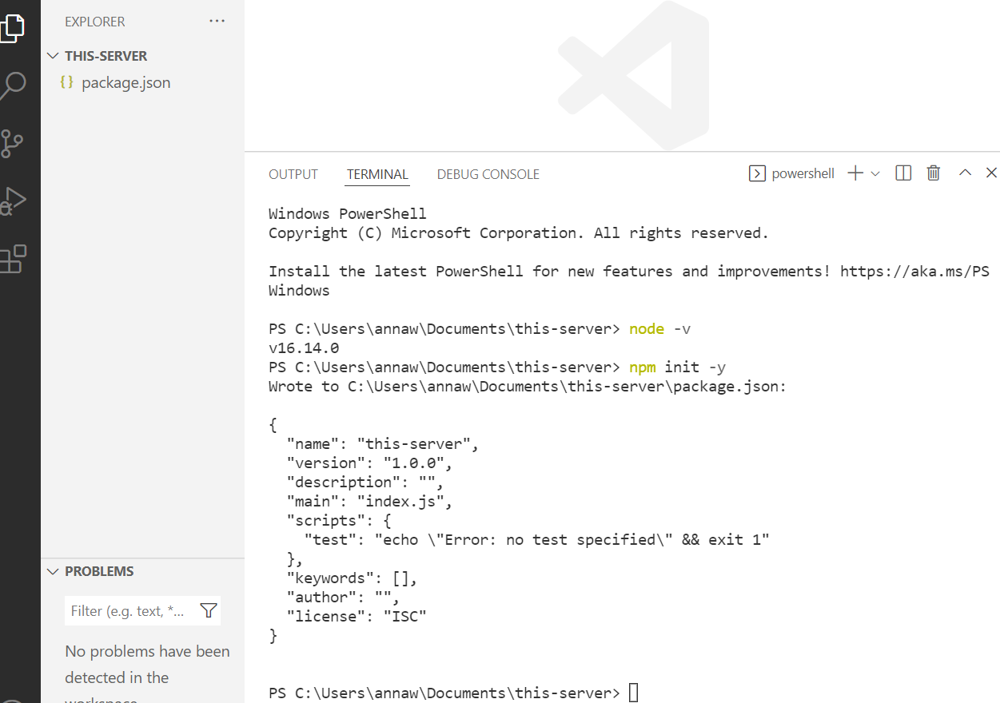 EXPLORER
THIS-SERVER
{} package.json
PROBLEMS
Filter (e.g. text, *...
No problems have been
detected in the
workspace.
OUTPUT TERMINAL DEBUG CONSOLE powershell
Windows PowerShell
Copyright (C) Microsoft Corporation. All rights reserved.
Install the latest PowerShell for new features and improvements! https://aka.ms/PS
Windows
PS C:\Users\annaw\Documents\this-server> node -v
v16.14.0
PS C:\Users\annaw\Documents\this-server> npm init -y
Wrote to C:\Users\annaw\Documents\this-server\package.json:
{
  "name": "this-server",
  "version": "1.0.0",
  "description": "",
  "main": "index.js",
  "scripts": {
    "test": "echo \"Error: no test specified\" && exit 1"
  },
  "keywords": [],
  "author": "",
  "license": "ISC"
}
PS C:\Users\annaw\Documents\this-server>